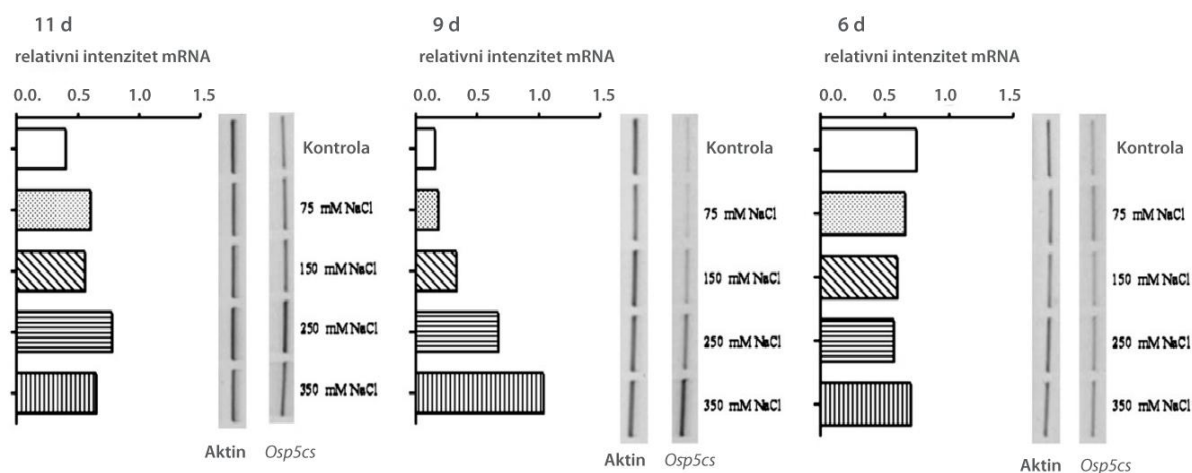 11 d
relativni intenzitet mRNA
0.0. 0.5 1.0 1.5
Kontrola
75 mM NaCl
150 mM NaCl
250 mM NaCl
350 mM NaCl
Aktin Osp5cs
9 d
relativni intenzitet mRNA
0.0. 0.5 1.0 1.5
Kontrola
75 mM NaCl
150 mM NaCl
250 mM NaCl
350 mM NaCl
Aktin Osp5cs
6 d
relativni intenzitet mRNA
0.0 0.5 1.0 1.5
Kontrola
75 mM NaCl
150 mM NaCl
250 mM NaCl
350 mM NaCl
Aktin Osp5cs